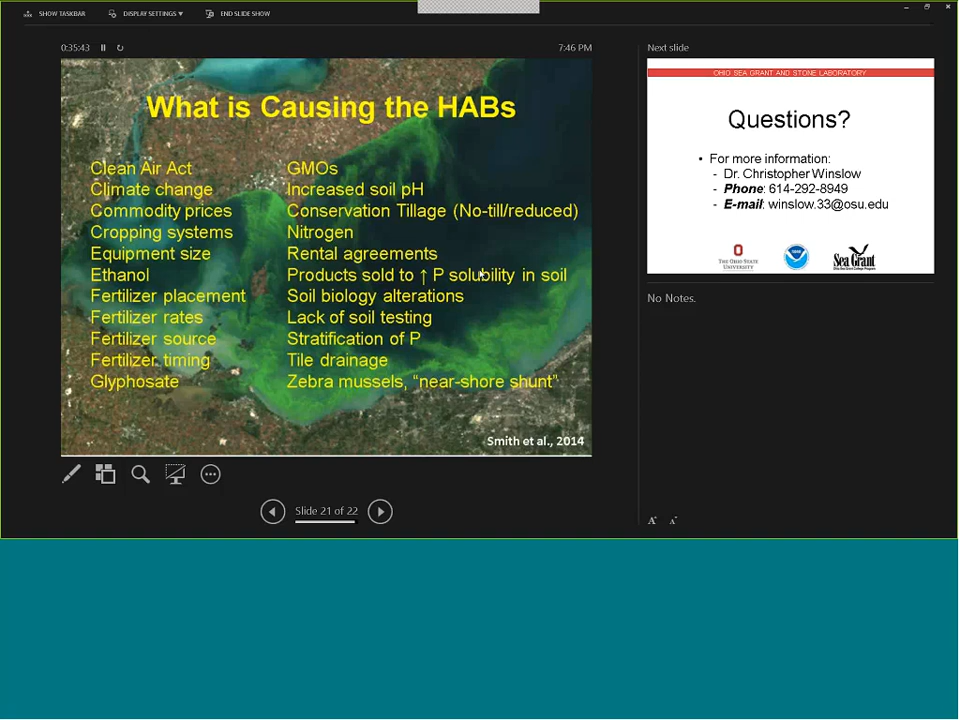 SHOW TASKBAR
DISPLAY SETTINGS ▼
END SLIDE SHOW
0:35:43
7:46 PM
What is Causing the HABs
Clean Air Act
Climate change
Commodity prices
Cropping systems
Equipment size
Ethanol
Fertilizer placement
Fertilizer rates
Fertilizer source
Fertilizer timing
Glyphosate
GMOs
Increased soil pH
Conservation Tillage (No-till/reduced)
Nitrogen
Rental agreements
Products sold to ↑ P solubility in soil
Soil biology alterations
Lack of soil testing
Stratification of P
Tile drainage
Zebra mussels, “near-shore shunt”
Smith et al., 2014
Slide 21 of 22
Next slide
OHIO SEA GRANT AND STONE LABORATORY
Questions?
• For more information:
- Dr. Christopher Winslow
- Phone: 614-292-8949
- E-mail: winslow.33@osu.edu
THE OHIO STATE
UNIVERSITY
Sea Grant
No Notes.
A
A